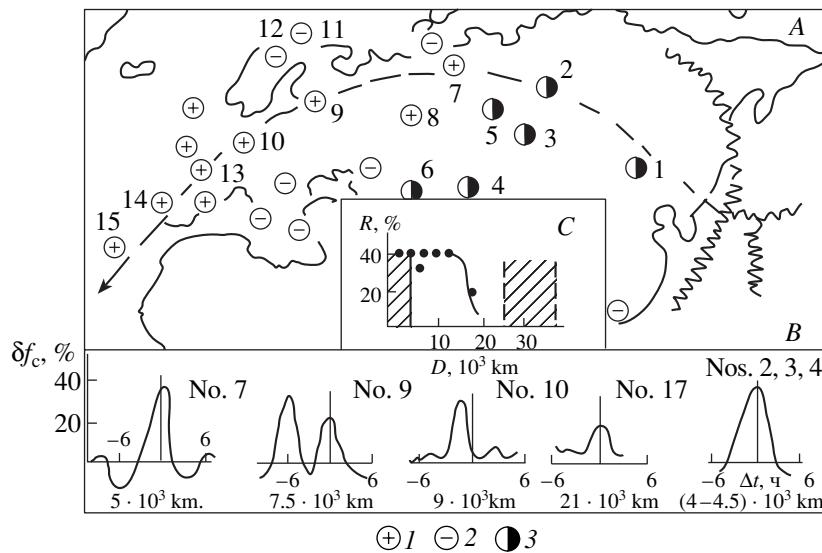 12
11
A
7
2
9
8
5
3
10
13
1
14
6
4
15
R, %
C
40
20
10
20
30
D, 10³ km
B
δfc, %
No. 7
No. 9
No. 10
No. 17
Nos. 2, 3, 4
40
20
−6
6
−6
6
−6
6
6
−6
Δt, ч
6
5 · 10³ km.
7.5 · 10³ km
9 · 10³km
21 · 10³ km
(4−4.5) · 10³ km
+ 1
− 2
3